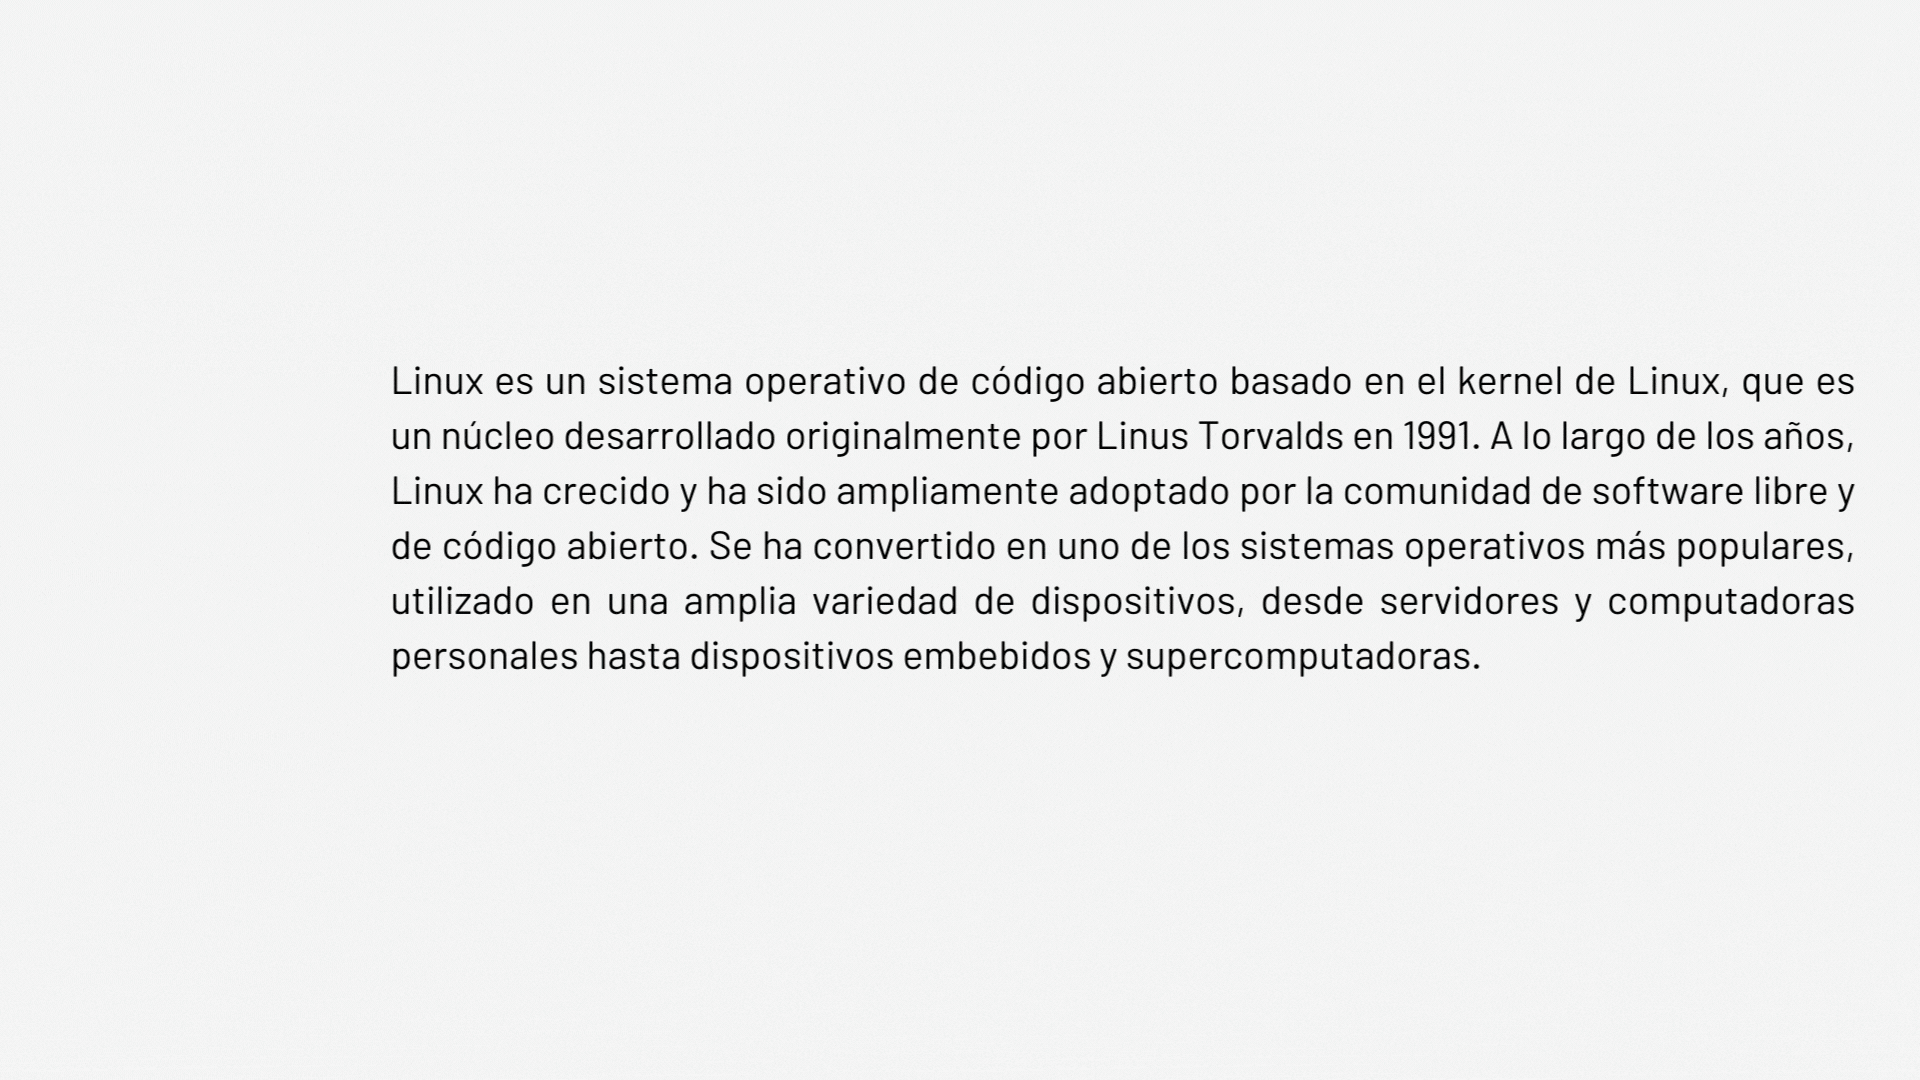 Linux es un sistema operativo de código abierto basado en el kernel de Linux, que es
un núcleo desarrollado originalmente por Linus Torvalds en 1991. A lo largo de los años,
Linux ha crecido y ha sido ampliamente adoptado por la comunidad de software libre y
de código abierto. Se ha convertido en uno de los sistemas operativos más populares,
utilizado en una amplia variedad de dispositivos, desde servidores y computadoras
personales hasta dispositivos embebidos y supercomputadoras.